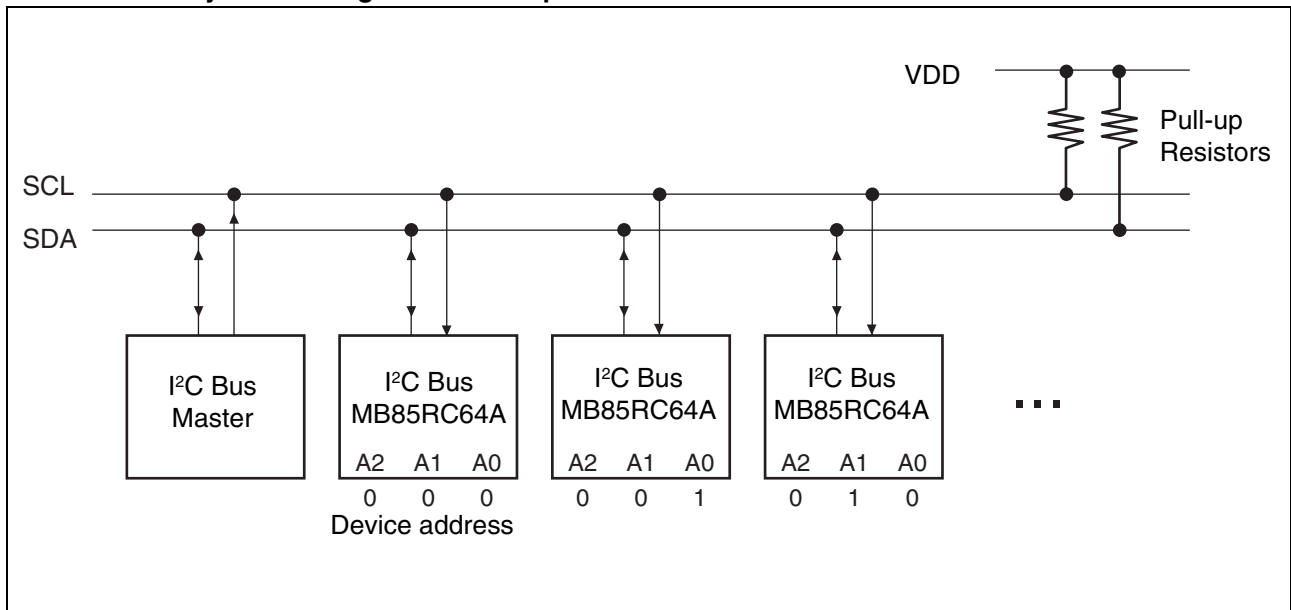 VDD
Pull-up
Resistors
SCL
SDA
I²C Bus
Master
I²C Bus
MB85RC64A
A2 A1 A0
0 0 0
Device address
I²C Bus
MB85RC64A
A2 A1 A0
0 0 1
I²C Bus
MB85RC64A
A2 A1 A0
0 1 0
...